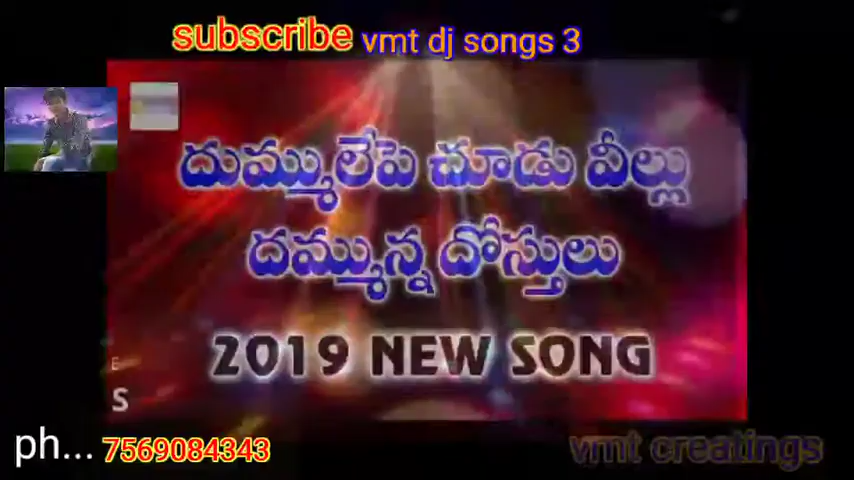 subscribe vmt dj songs 3
దుమ్ములేపె చూడు వీల్లు
దమ్మున్న దోస్తులు
2019 NEW SONG
E
S
ph... 7569084343
vmt creatings